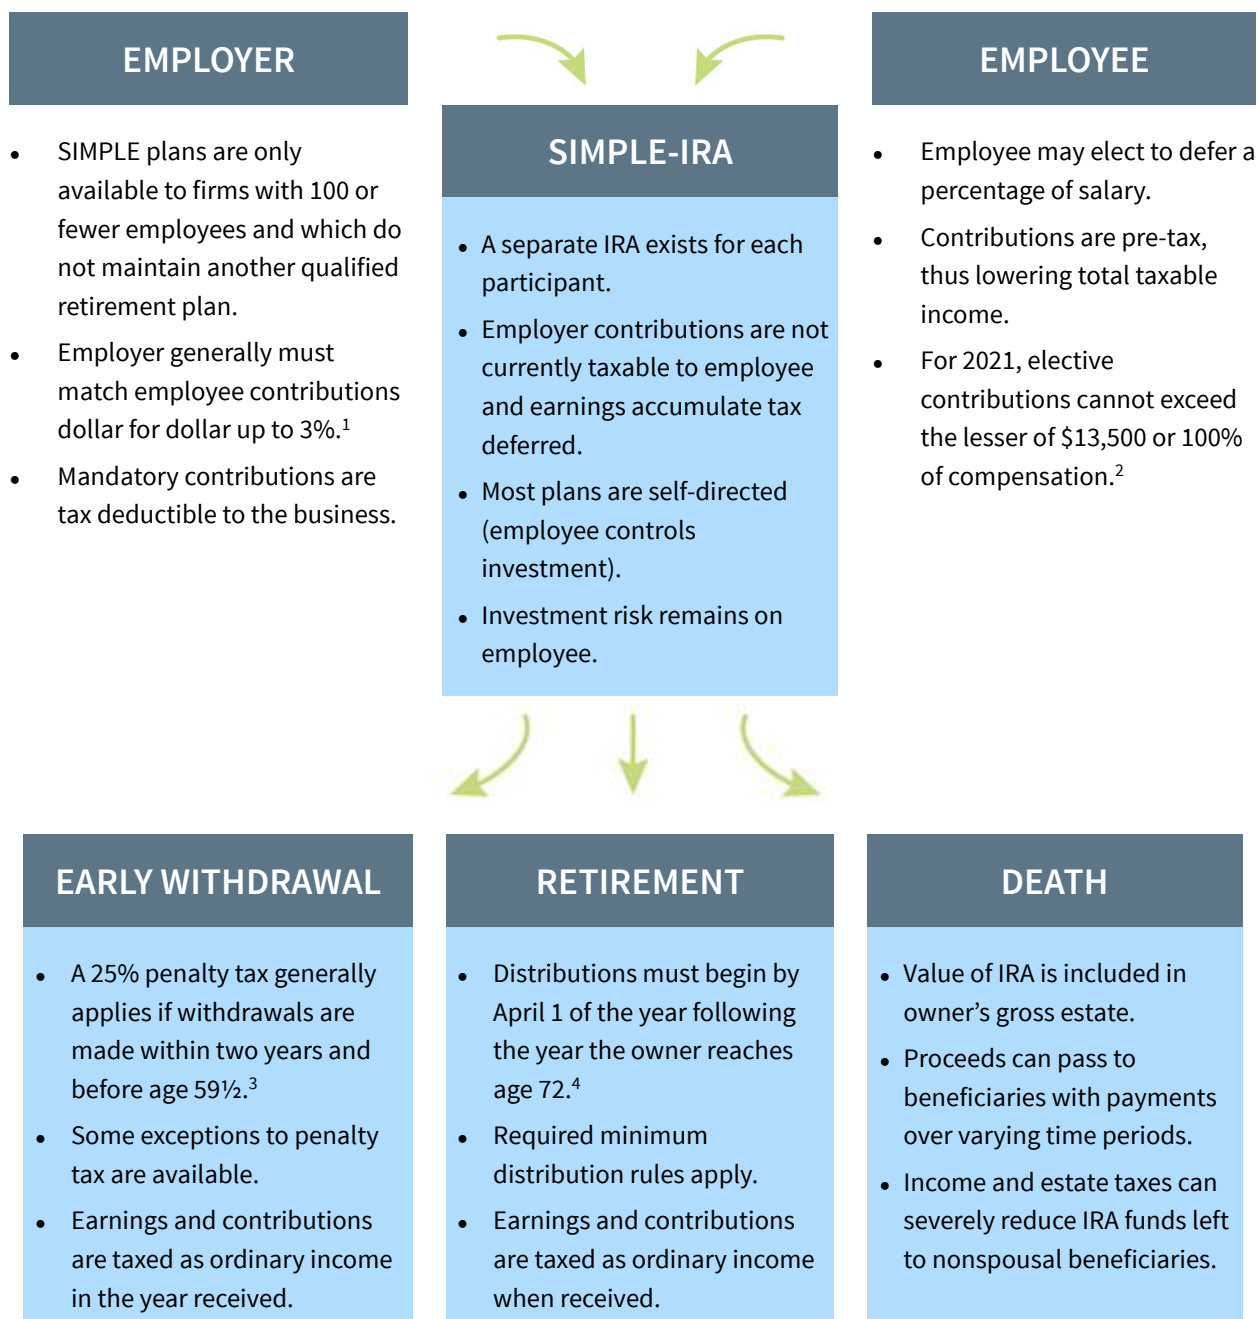 EMPLOYER
• SIMPLE plans are only
available to firms with 100 or
fewer employees and which do
not maintain another qualified
retirement plan.
• Employer generally must
match employee contributions
dollar for dollar up to 3%.¹
• Mandatory contributions are
tax deductible to the business.
SIMPLE-IRA
• A separate IRA exists for each
participant.
• Employer contributions are not
currently taxable to employee
and earnings accumulate tax
deferred.
• Most plans are self-directed
(employee controls
investment).
• Investment risk remains on
employee.
EMPLOYEE
• Employee may elect to defer a
percentage of salary.
• Contributions are pre-tax,
thus lowering total taxable
income.
• For 2021, elective
contributions cannot exceed
the lesser of $13,500 or 100%
of compensation.²
EARLY WITHDRAWAL
• A 25% penalty tax generally
applies if withdrawals are
made within two years and
before age 59½.³
• Some exceptions to penalty
tax are available.
• Earnings and contributions
are taxed as ordinary income
in the year received.
RETIREMENT
• Distributions must begin by
April 1 of the year following
the year the owner reaches
age 72.⁴
• Required minimum
distribution rules apply.
• Earnings and contributions
are taxed as ordinary income
when received.
DEATH
• Value of IRA is included in
owner’s gross estate.
• Proceeds can pass to
beneficiaries with payments
over varying time periods.
• Income and estate taxes can
severely reduce IRA funds left
to nonspousal beneficiaries.